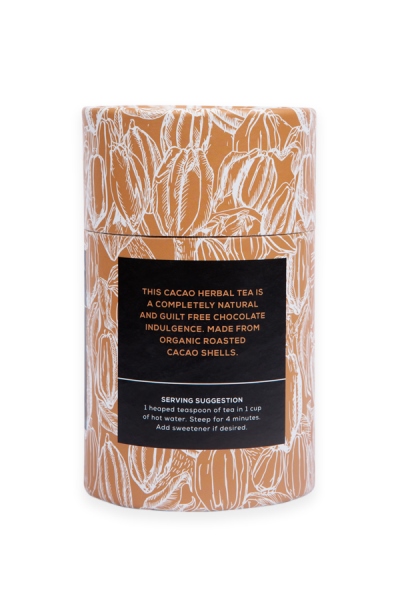 THIS CACAO HERBAL TEA IS
A COMPLETELY NATURAL
AND GUILT FREE CHOCOLATE
INDULGENCE. MADE FROM
ORGANIC ROASTED
CACAO SHELLS.
SERVING SUGGESTION
1 heaped teaspoon of tea in 1 cup
of hot water. Steep for 4 minutes.
Add sweetener if desired.